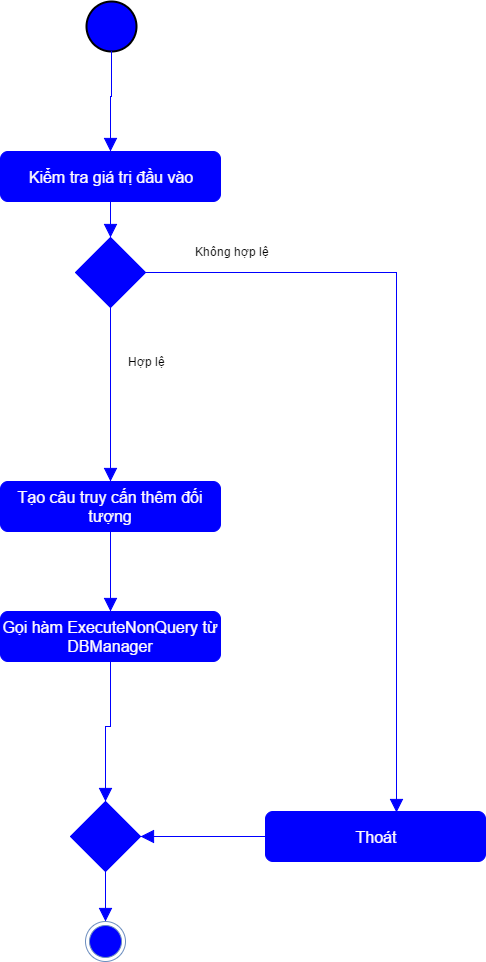 Kiểm tra giá trị đầu vào
Không hợp lệ
Hợp lệ
Tạo câu truy cấn thêm đối
tượng
Gọi hàm ExecuteNonQuery từ
DBManager
Thoát